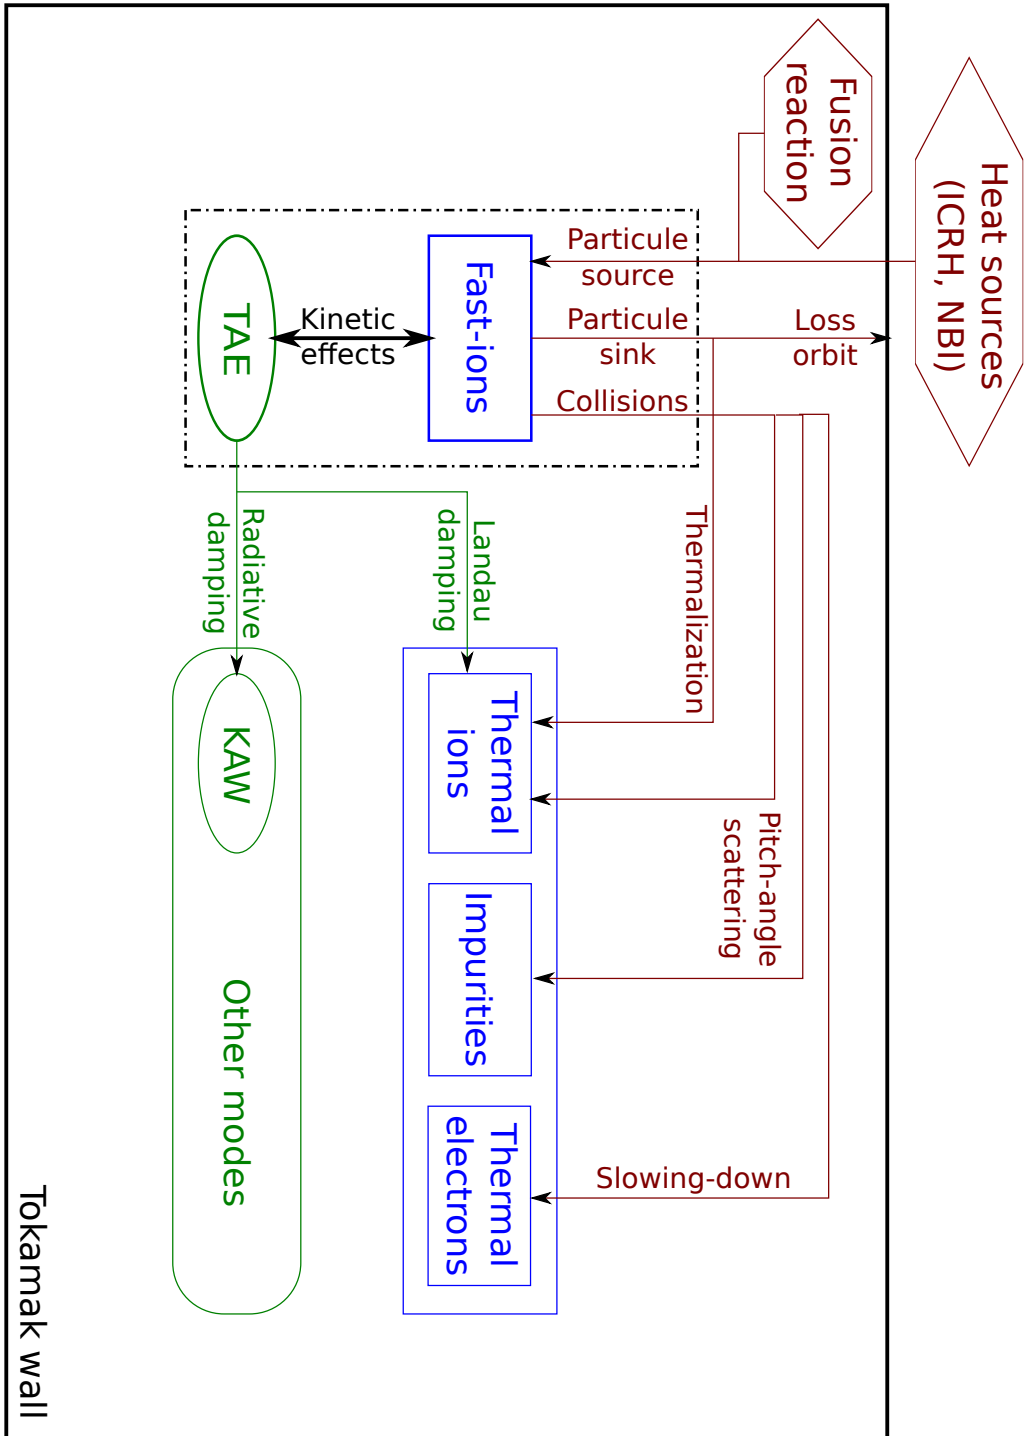 Heat sources
(ICRH, NBI)
Fusion
reaction
Particule
source
Particule
sink
Loss
orbit
Collisions
Fast-ions
Kinetic
effects
TAE
Thermalization
Landau
damping
Radiative
damping
Pitch-angle
scattering
Slowing-down
Thermal
ions
Impurities
Thermal
electrons
KAW
Other modes
Tokamak wall